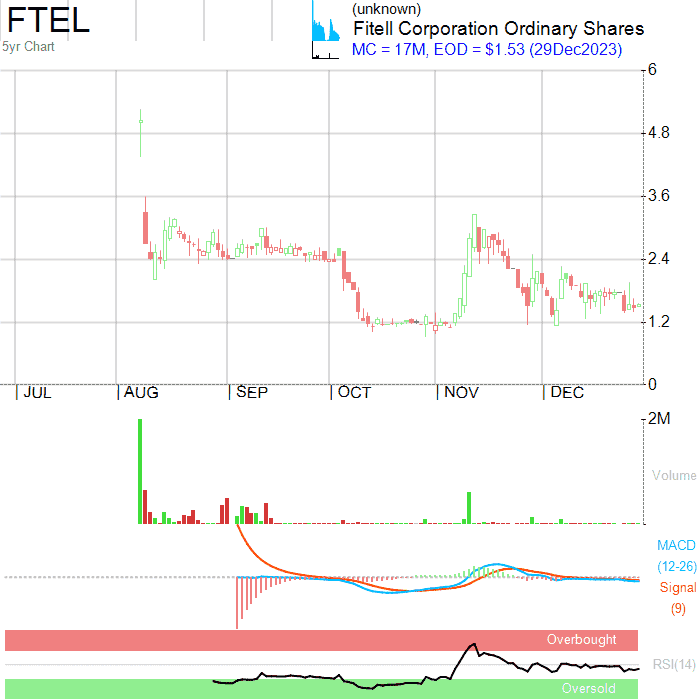 FTEL
5yr Chart
(unknown)
Fitell Corporation Ordinary Shares
MC = 17M, EOD = $1.53 (29Dec2023)
6
4.8
3.6
2.4
1.2
0
JUL AUG SEP OCT NOV DEC
2M
Volume
MACD
(12-26)
Signal
(9)
Overbought
RSI(14)
Oversold